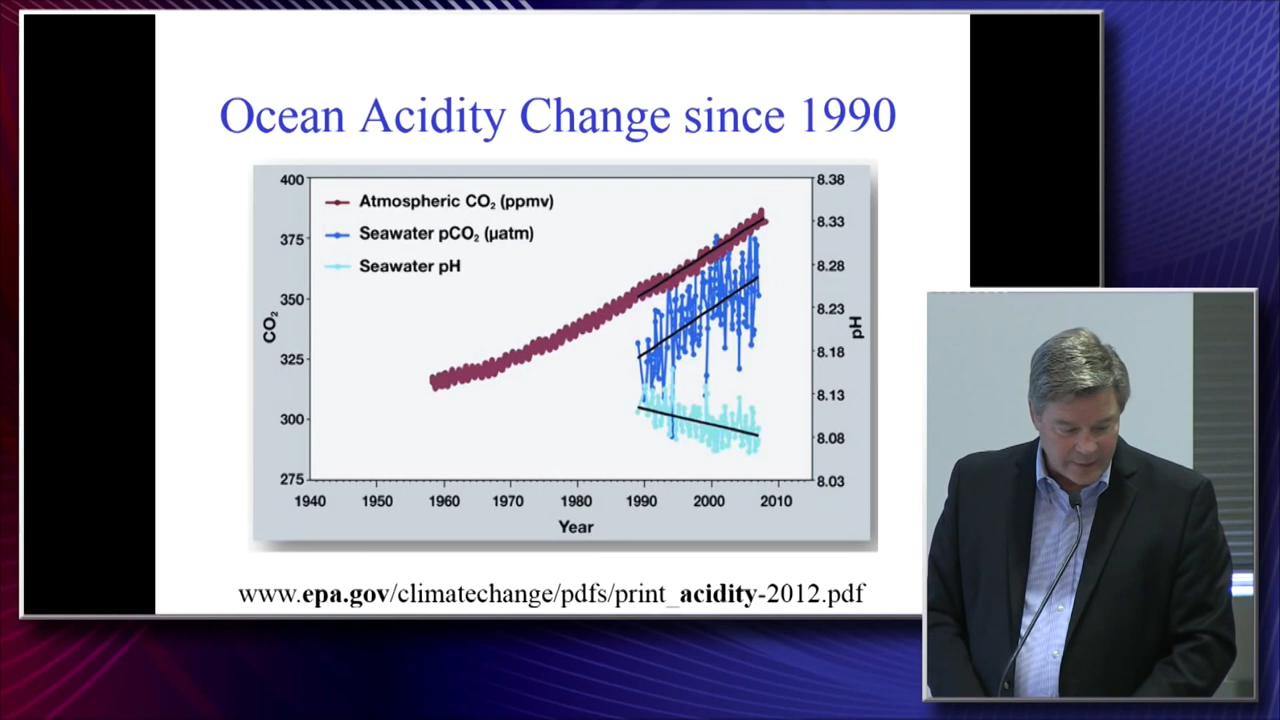 Ocean Acidity Change since 1990
400
375
350
325
300
275
CO₂
Atmospheric CO₂ (ppmv)
Seawater pCO₂ (µatm)
Seawater pH
8.38
8.33
8.28
8.23
8.18
8.13
8.08
8.03
pH
1940 1950 1960 1970 1980 1990 2000 2010
Year
www.epa.gov/climatechange/pdfs/print_acidity-2012.pdf